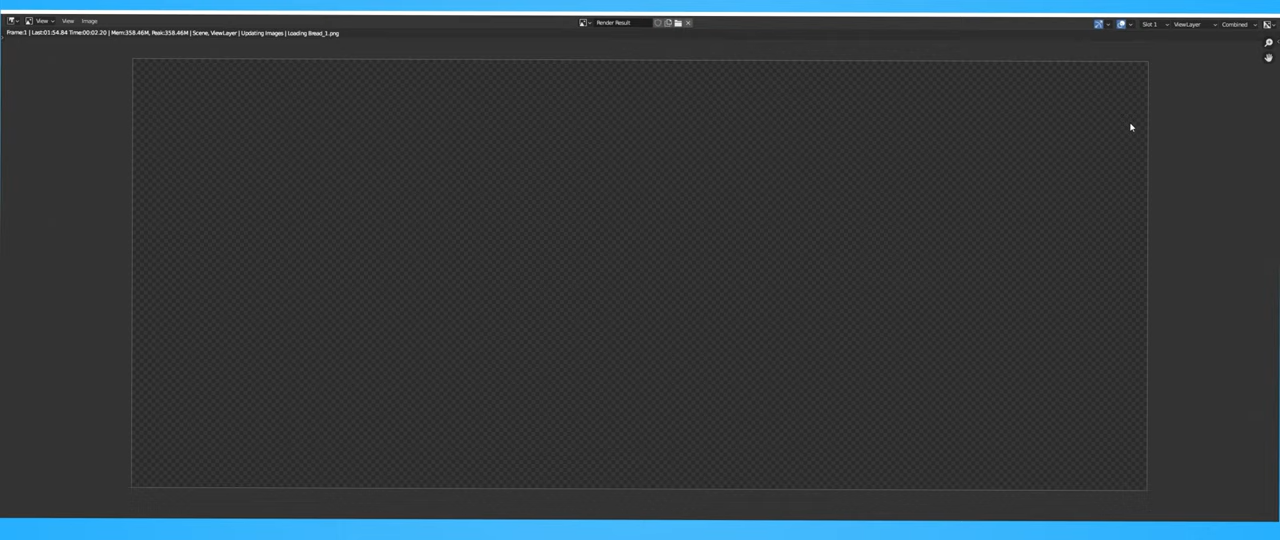 View View Image Render Result Slot 1 ViewLayer Combined
Frame:1 | Last:01:54.84 Time:00:02.20 | Mem:358.46M, Peak:358.46M | Scene, ViewLayer | Updating Images | Loading Bread_1.png